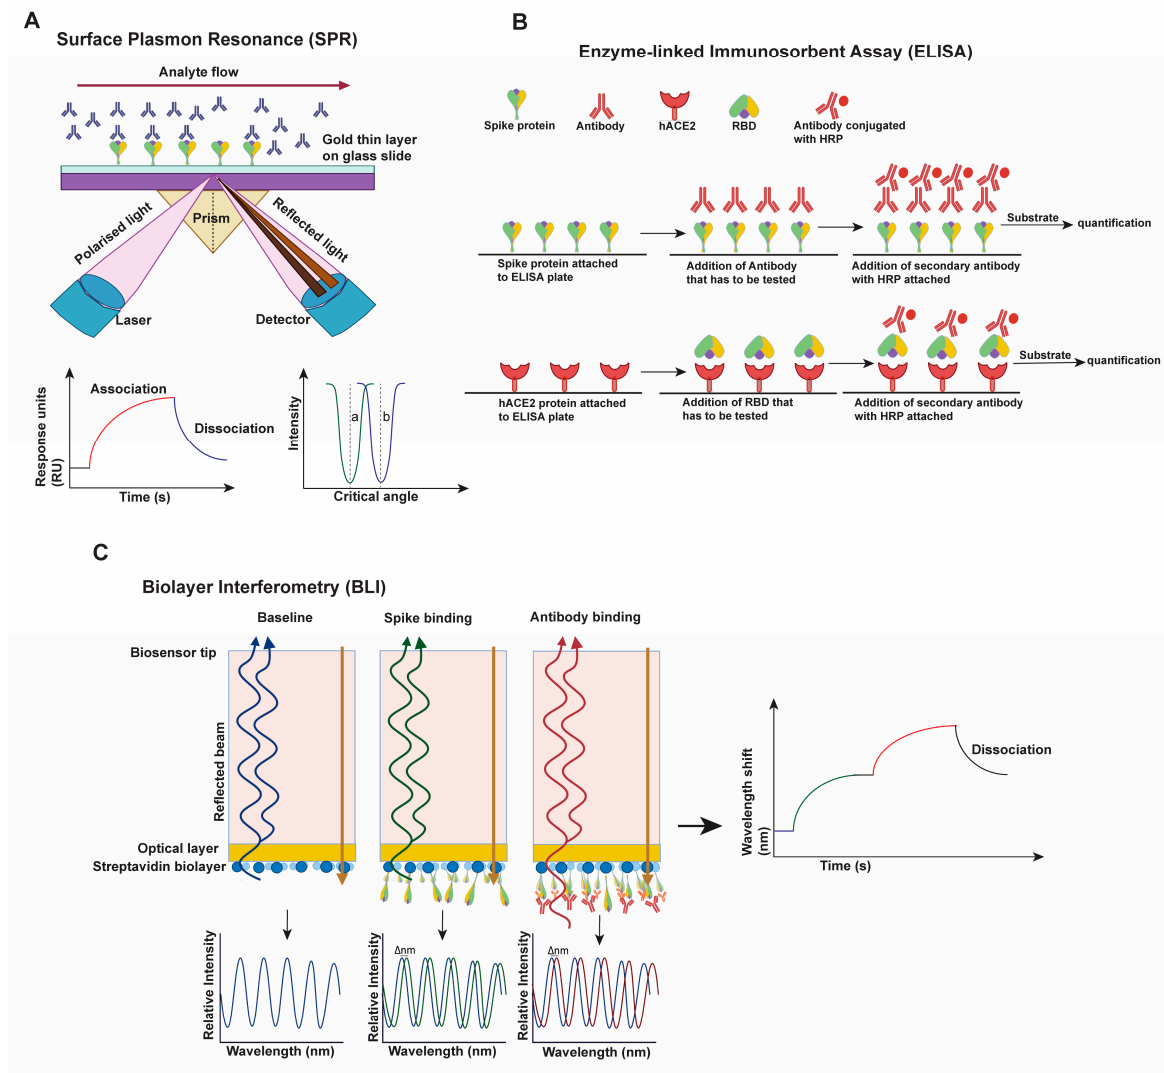 A
Surface Plasmon Resonance (SPR)
Analyte flow
Gold thin layer
on glass slide
Polarised light
Prism
Reflected light
Laser
Detector
Response units
(RU)
Association
Dissociation
Time (s)
Intensity
a
b
Critical angle
B
Enzyme-linked Immunosorbent Assay (ELISA)
Spike protein
Antibody
hACE2
RBD
Antibody conjugated
with HRP
Spike protein attached
to ELISA plate
Addition of Antibody
that has to be tested
Addition of secondary antibody
with HRP attached
Substrate
quantification
hACE2 protein attached
to ELISA plate
Addition of RBD that
has to be tested
Addition of secondary antibody
with HRP attached
Substrate
quantification
C
Biolayer Interferometry (BLI)
Baseline
Spike binding
Antibody binding
Biosensor tip
Reflected beam
Optical layer
Streptavidin biolayer
Wavelength shift
(nm)
Dissociation
Time (s)
Relative Intensity
Wavelength (nm)
Relative Intensity
Δnm
Wavelength (nm)
Relative Intensity
Δnm
Wavelength (nm)